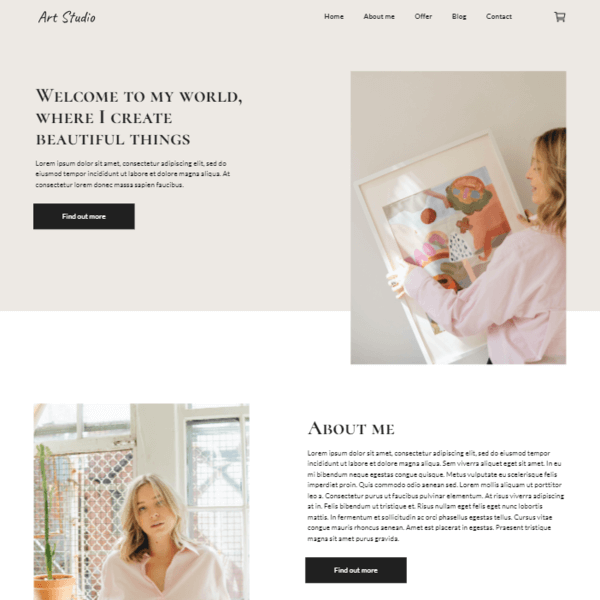 Art Studio
Home About me Offer Blog Contact
Welcome to my world,
where I create
beautiful things
Lorem ipsum dolor sit amet, consectetur adipiscing elit, sed do
eiusmod tempor incididunt ut labore et dolore magna aliqua. At
consectetur lorem donec massa sapien faucibus.
Find out more
About me
Lorem ipsum dolor sit amet, consectetur adipiscing elit, sed do
eiusmod tempor incididunt ut labore et dolore magna aliqua. Sem viverra aliquet eget sit amet. In eu
mi bibendum neque egestas congue quisque. Metus vulputate eu scelerisque felis
imperdiet proin. Quis commodo odio aenean sed. Lorem mollis aliquam ut porttitor
leo a. Consectetur purus ut faucibus pulvinar elementum. At risus viverra adipiscing
at in. Felis bibendum ut tristique et. Risus nullam eget felis eget nunc lobortis
mattis. In fermentum et sollicitudin ac orci phasellus egestas tellus. Cursus vitae
congue mauris rhoncus aenean. Amet est placerat in egestas. Praesent tristique
magna sit amet purus gravida.
Find out more